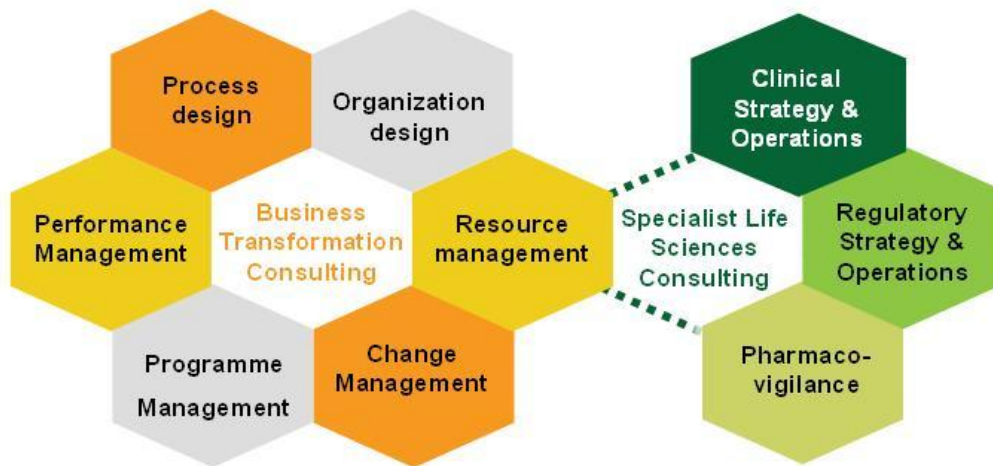 Process
design
Organization
design
Performance
Management
Business
Transformation
Consulting
Resource
management
Programme
Management
Change
Management
Clinical
Strategy &
Operations
Specialist Life
Sciences
Consulting
Regulatory
Strategy &
Operations
Pharmaco-
vigilance